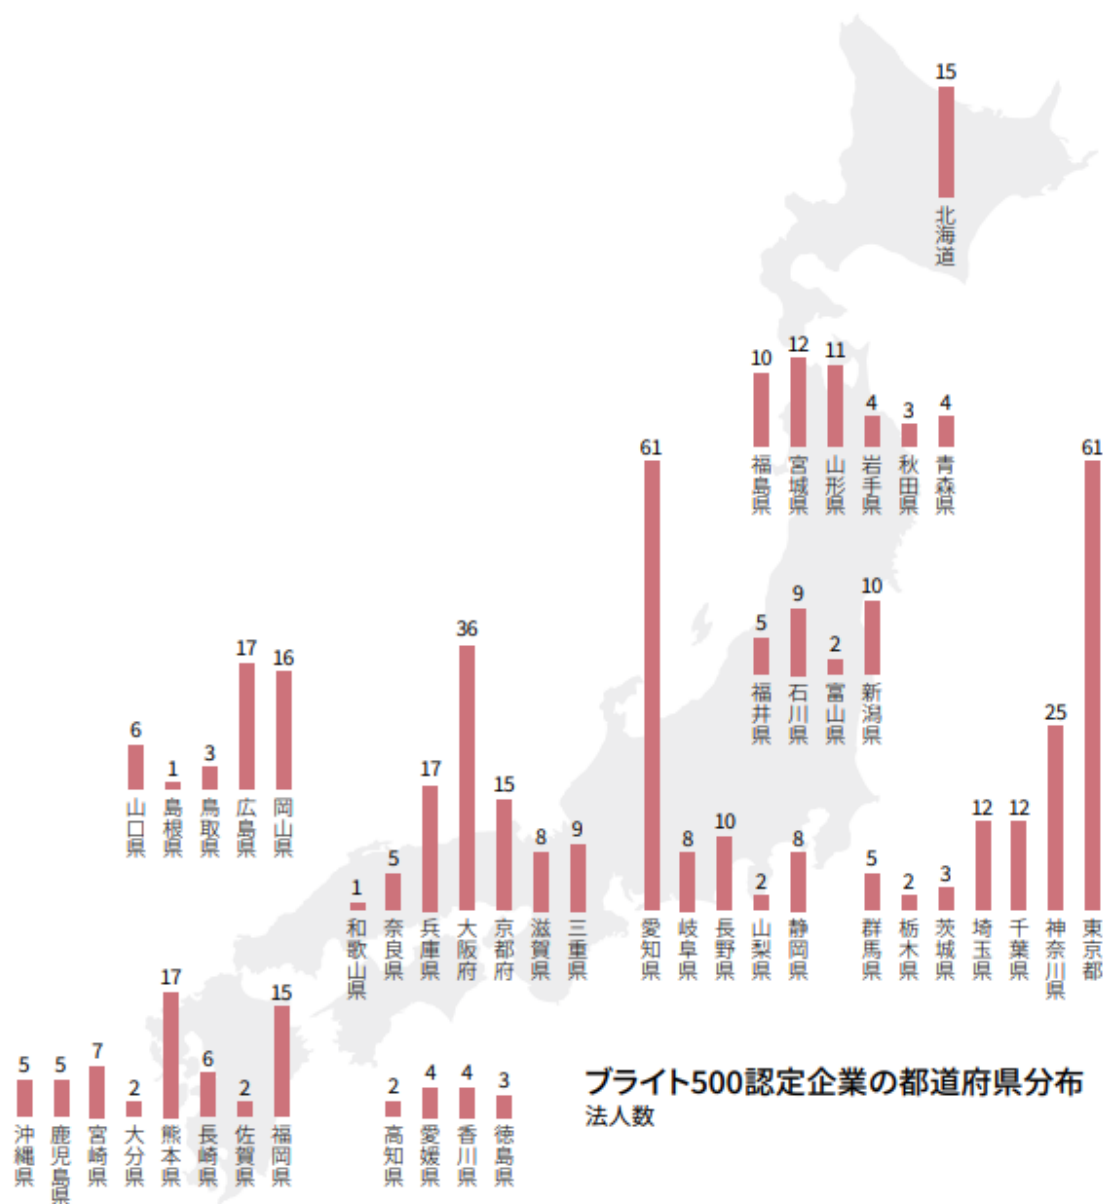 15
北海道
10
福島県
12
宮城県
11
山形県
4
岩手県
3
秋田県
4
青森県
5
福井県
9
石川県
2
富山県
10
新潟県
6
山口県
1
島根県
3
鳥取県
17
広島県
16
岡山県
1
和歌山県
5
奈良県
17
兵庫県
36
大阪府
15
京都府
8
滋賀県
9
三重県
61
愛知県
8
岐阜県
10
長野県
2
山梨県
8
静岡県
5
群馬県
2
栃木県
3
茨城県
12
埼玉県
12
千葉県
25
神奈川県
61
東京都
5
沖縄県
5
鹿児島県
7
宮崎県
2
大分県
17
熊本県
6
長崎県
2
佐賀県
15
福岡県
2
高知県
4
愛媛県
4
香川県
3
徳島県
ブライト500認定企業の都道府県分布
法人数